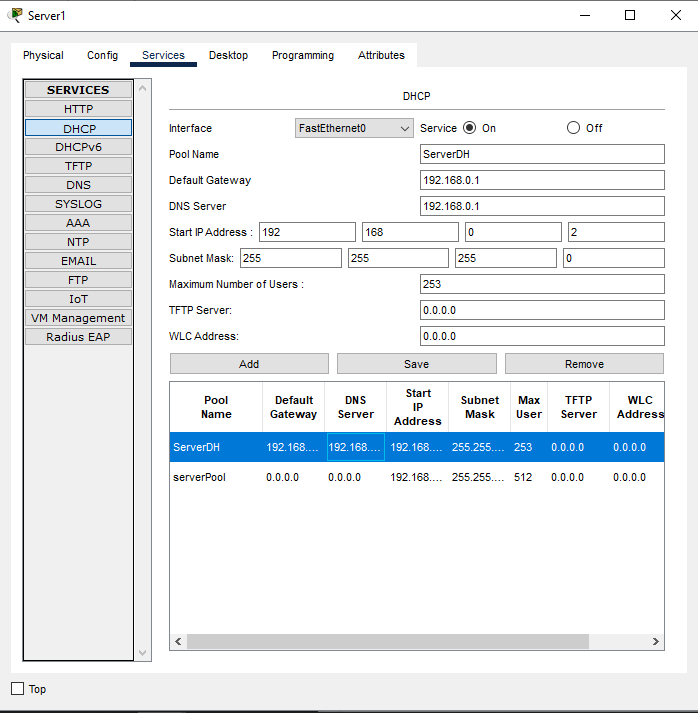 Server1
Physical Config Services Desktop Programming Attributes
SERVICES
HTTP
DHCP
DHCPv6
TFTP
DNS
SYSLOG
AAA
NTP
EMAIL
FTP
IoT
VM Management
Radius EAP
DHCP
Interface FastEthernet0 Service On Off
Pool Name ServerDH
Default Gateway 192.168.0.1
DNS Server 192.168.0.1
Start IP Address : 192 168 0 2
Subnet Mask: 255 255 255 0
Maximum Number of Users : 253
TFTP Server: 0.0.0.0
WLC Address: 0.0.0.0
Add Save Remove
Pool Name Default Gateway DNS Server Start IP Address Subnet Mask Max User TFTP Server WLC Address
ServerDH 192.168.... 192.168.... 192.168.... 255.255.... 253 0.0.0.0 0.0.0.0
serverPool 0.0.0.0 0.0.0.0 192.168.... 255.255.... 512 0.0.0.0 0.0.0.0
Top